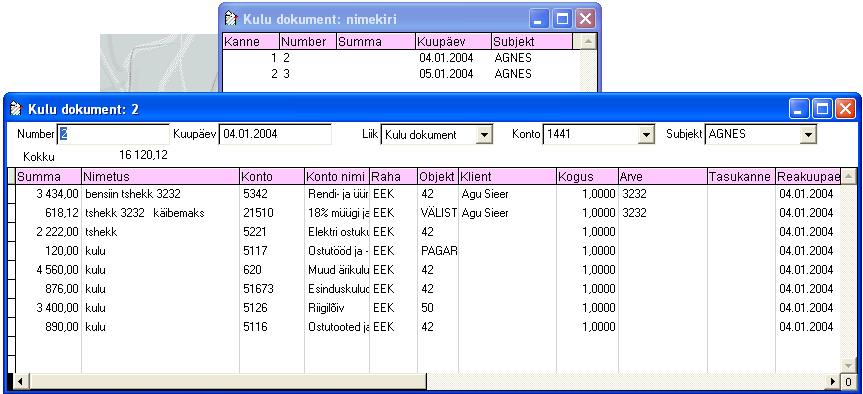 Kulu dokument: nimekiri
Kanne Number Summa Kuupäev Subjekt
1 2 04.01.2004 AGNES
2 3 05.01.2004 AGNES
Kulu dokument: 2
Number 2 Kuupäev 04.01.2004 Liik Kulu dokument Konto 1441 Subjekt AGNES
Kokku 16 120,12
Summa Nimetus Konto Konto nimi Raha Objekt Klient Kogus Arve Tasukanne Reakuupae
3 434,00 bensiin tshekk 3232 5342 Rendi- ja üür EEK 42 Agu Sieer 1,0000 3232 04.01.2004
618,12 tshekk 3232 käibemaks 21510 18% müügi ja EEK VÄLIST Agu Sieer 1,0000 3232 04.01.2004
2 222,00 tshekk 5221 Elektri ostuku EEK 42 1,0000 04.01.2004
120,00 kulu 5117 Ostutööd ja - EEK PAGAR 1,0000 04.01.2004
4 560,00 kulu 620 Muud ärikulu EEK 42 1,0000 04.01.2004
876,00 kulu 51673 Esinduskulud EEK 42 1,0000 04.01.2004
3 400,00 kulu 5126 Riigilõiv EEK 50 1,0000 04.01.2004
890,00 kulu 5116 Ostutooted ja EEK 42 1,0000 04.01.2004
0